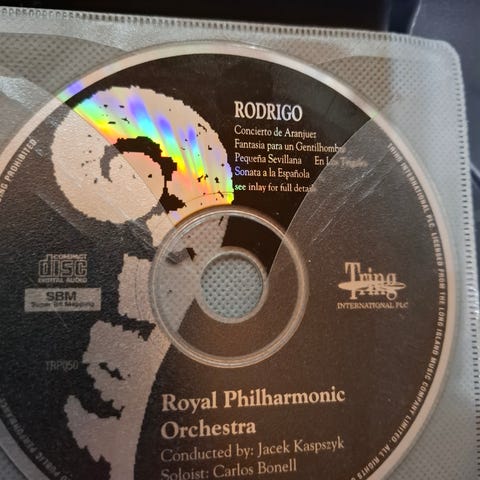 RODRIGO
Concierto de Aranjuez
Fantasia para un Gentilhombre
Pequeña Sevillana En Los Trigales
Sonata a la Española
see inlay for full details
COMPACT
disc
DIGITAL AUDIO
SBM
Super Bit Mapping
Tring
INTERNATIONAL PLC
TRP050
Royal Philharmonic
Orchestra
Conducted by: Jacek Kaspszyk
Soloist: Carlos Bonell
TRING INTERNATIONAL PLC. LICENSED FROM THE LONG ISLAND MUSIC COMPANY LIMITED. ALL RIGHTS
PUBLIC PERFORMANCE
PROHIBITED